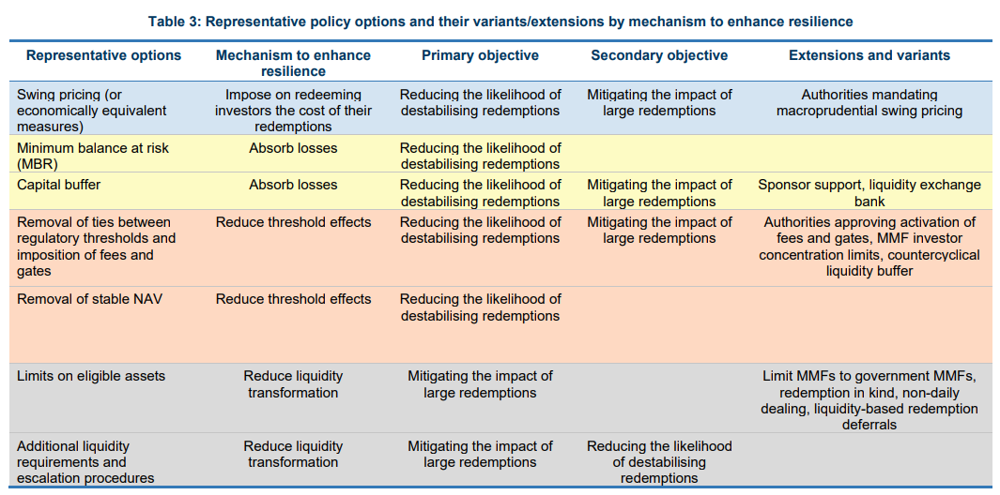 Table 3: Representative policy options and their variants/extensions by mechanism to enhance resilience
Representative options
Mechanism to enhance
resilience
Primary objective
Secondary objective
Extensions and variants
Swing pricing (or
economically equivalent
measures)
Impose on redeeming
investors the cost of their
redemptions
Reducing the likelihood of
destabilising redemptions
Mitigating the impact of
large redemptions
Authorities mandating
macroprudential swing pricing
Minimum balance at risk
(MBR)
Absorb losses
Reducing the likelihood of
destabilising redemptions
Capital buffer
Absorb losses
Reducing the likelihood of
destabilising redemptions
Mitigating the impact of
large redemptions
Sponsor support, liquidity exchange
bank
Removal of ties between
regulatory thresholds and
imposition of fees and
gates
Reduce threshold effects
Reducing the likelihood of
destabilising redemptions
Mitigating the impact of
large redemptions
Authorities approving activation of
fees and gates, MMF investor
concentration limits, countercyclical
liquidity buffer
Removal of stable NAV
Reduce threshold effects
Reducing the likelihood of
destabilising redemptions
Limits on eligible assets
Reduce liquidity
transformation
Mitigating the impact of
large redemptions
Limit MMFs to government MMFs,
redemption in kind, non-daily
dealing, liquidity-based redemption
deferrals
Additional liquidity
requirements and
escalation procedures
Reduce liquidity
transformation
Mitigating the impact of
large redemptions
Reducing the likelihood
of destabilising
redemptions